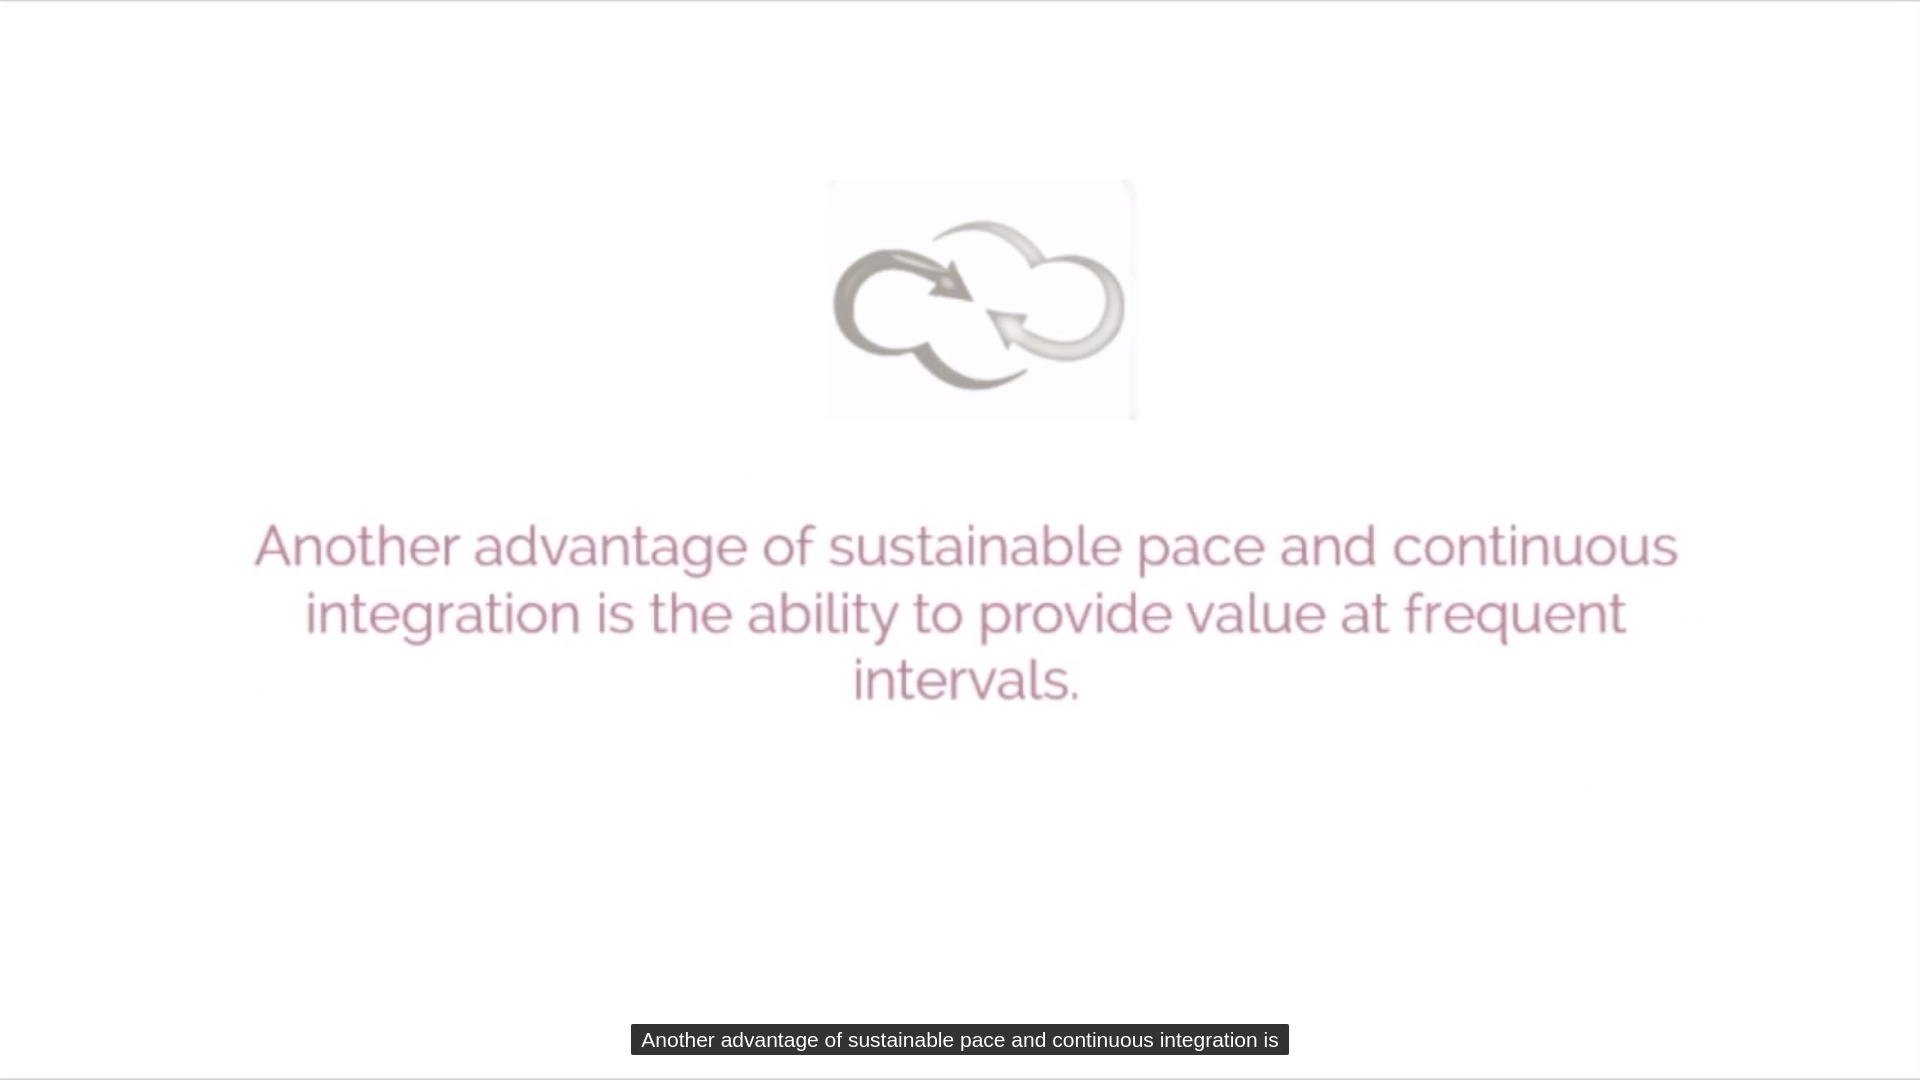 Another advantage of sustainable pace and continuous
integration is the ability to provide value at frequent
intervals.
Another advantage of sustainable pace and continuous integration is